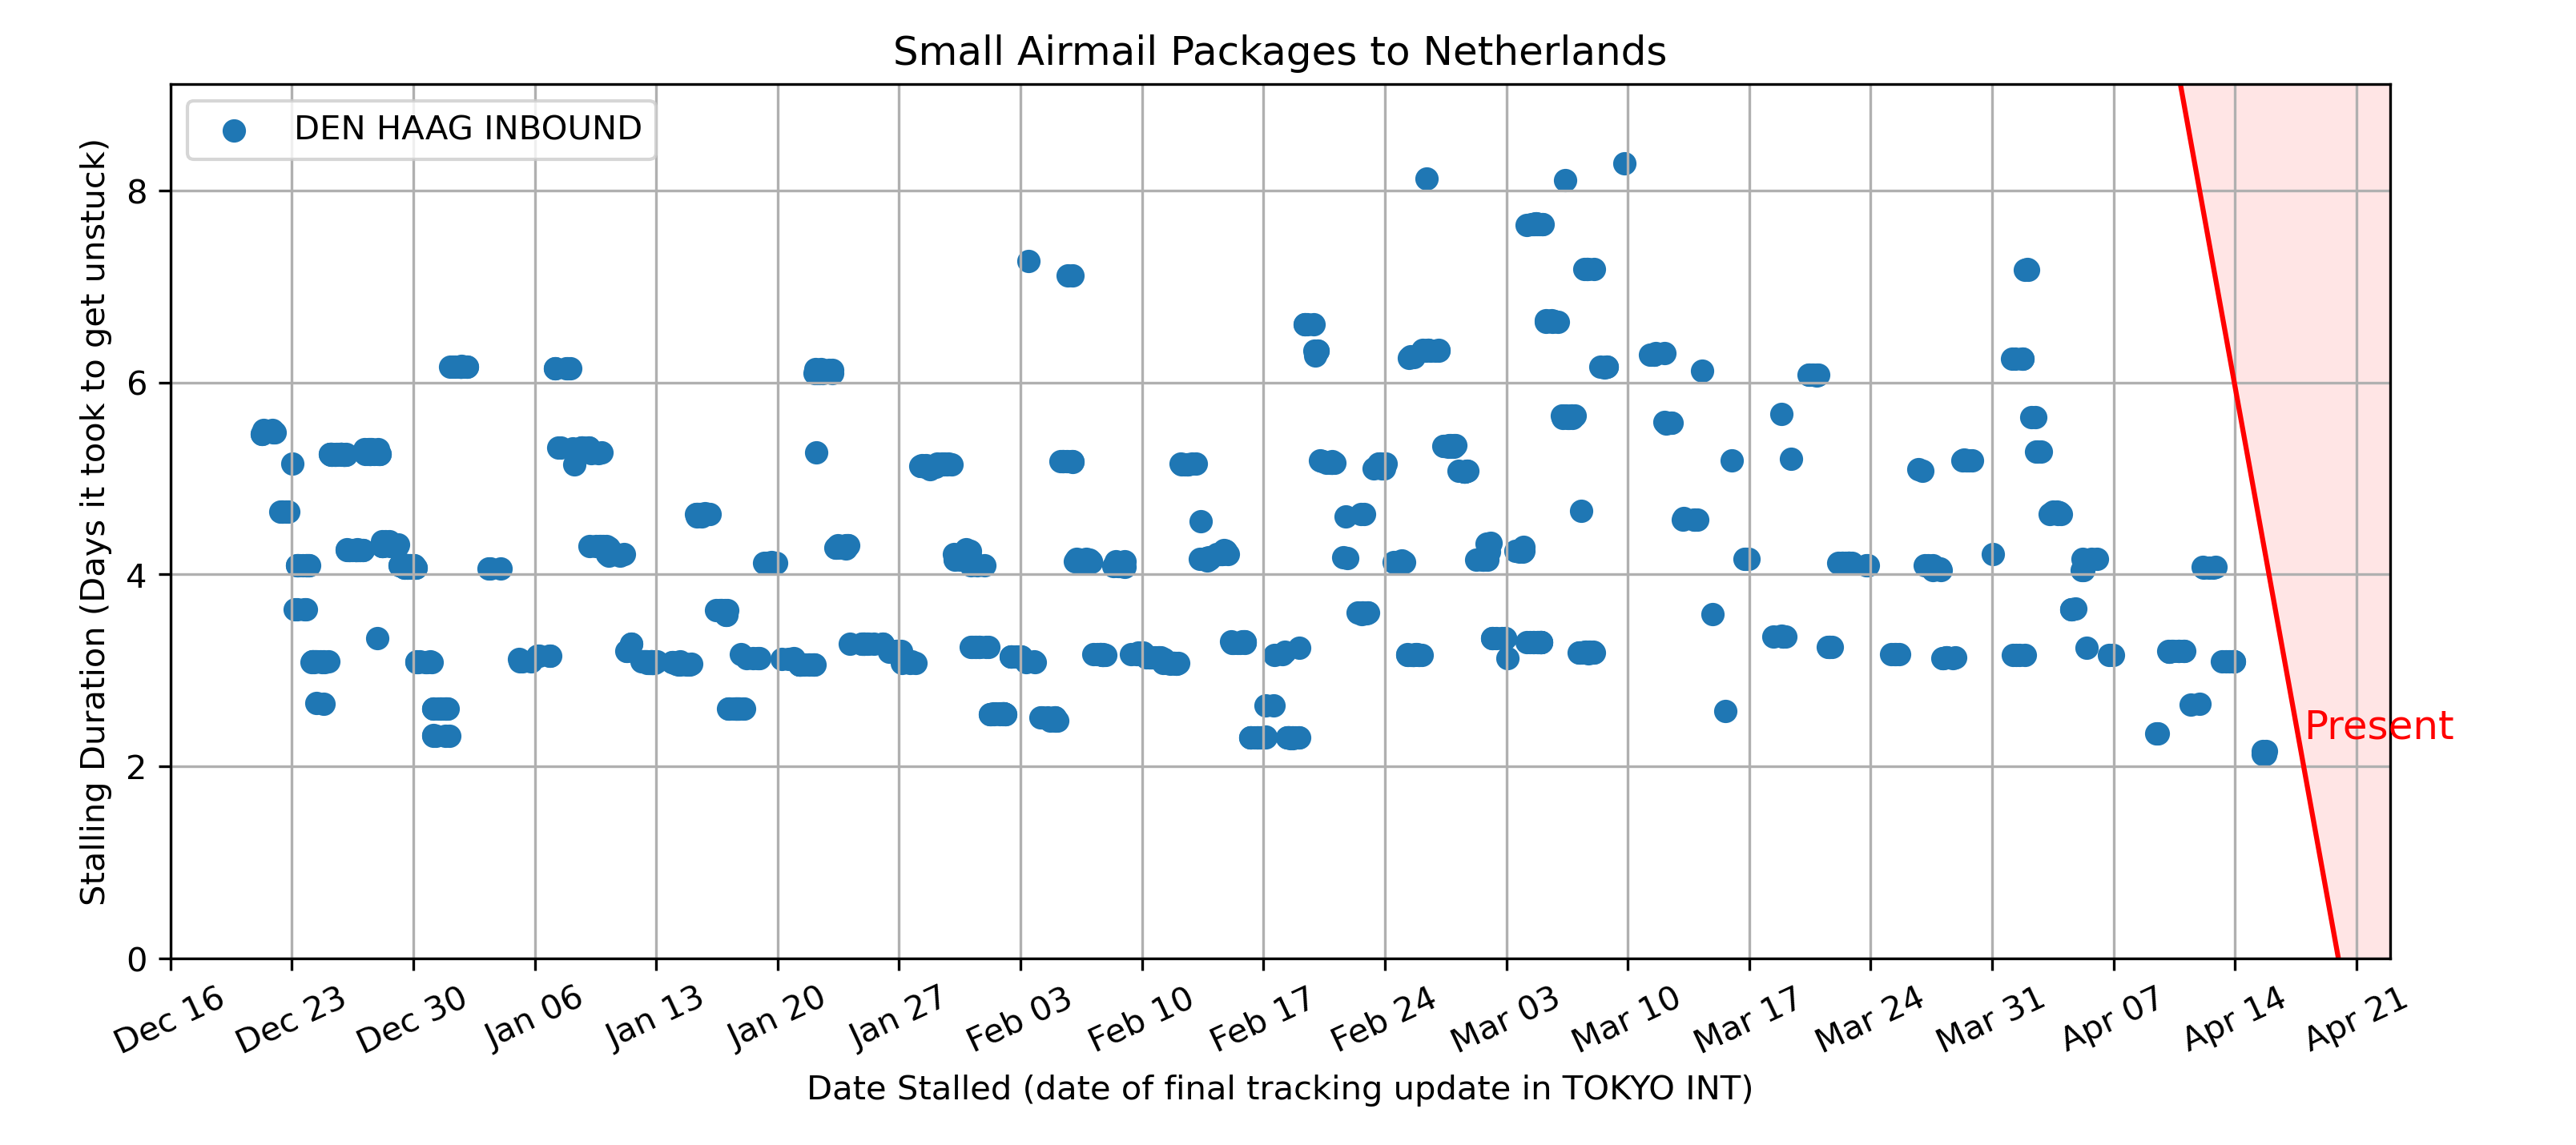 Small Airmail Packages to Netherlands
DEN HAAG INBOUND
Stalling Duration (Days it took to get unstuck)
8
6
4
2
0
Present
Dec 16
Dec 23
Dec 30
Jan 06
Jan 13
Jan 20
Jan 27
Feb 03
Feb 10
Feb 17
Feb 24
Mar 03
Mar 10
Mar 17
Mar 24
Mar 31
Apr 07
Apr 14
Apr 21
Date Stalled (date of final tracking update in TOKYO INT)